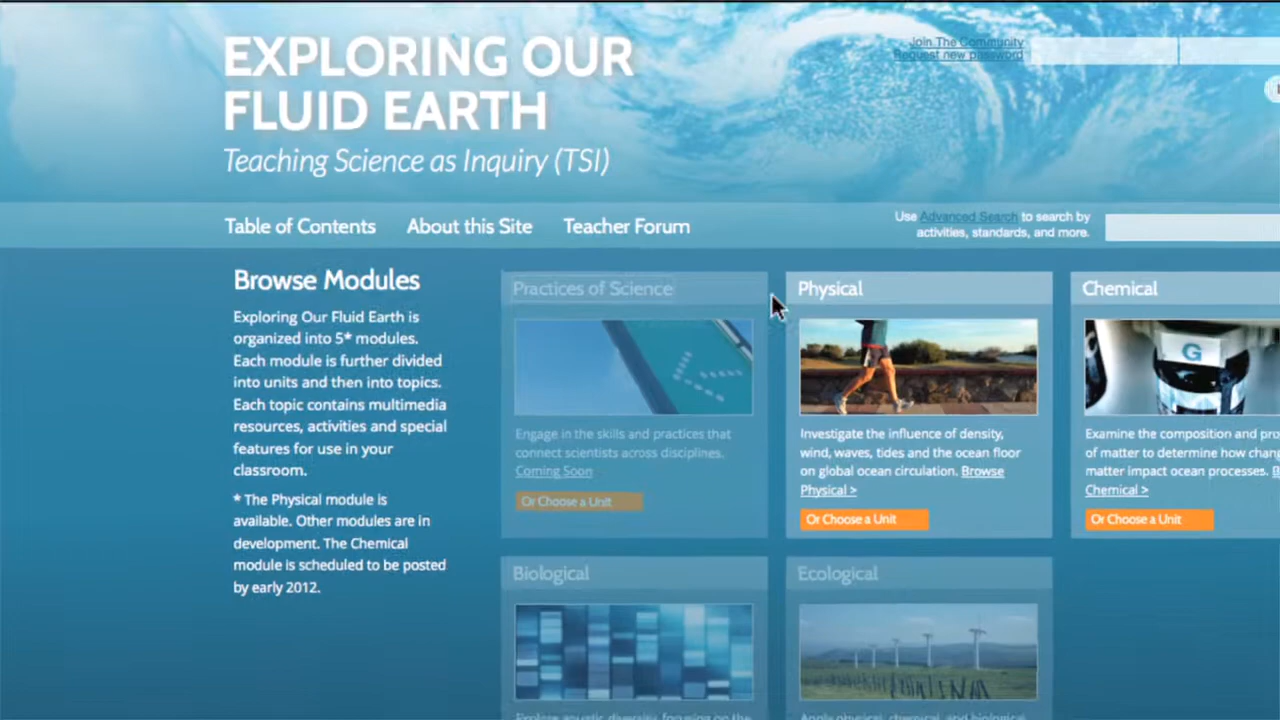 EXPLORING OUR
FLUID EARTH
Teaching Science as Inquiry (TSI)
Join The Community
Request new password
Table of Contents
About this Site
Teacher Forum
Use Advanced Search to search by
activities, standards, and more.
Browse Modules
Exploring Our Fluid Earth is
organized into 5* modules.
Each module is further divided
into units and then into topics.
Each topic contains multimedia
resources, activities and special
features for use in your
classroom.
* The Physical module is
available. Other modules are in
development. The Chemical
module is scheduled to be posted
by early 2012.
Practices of Science
Engage in the skills and practices that
connect scientists across disciplines.
Coming Soon
Or Choose a Unit
Physical
Investigate the influence of density,
wind, waves, tides and the ocean floor
on global ocean circulation. Browse
Physical >
Or Choose a Unit
Chemical
G
Examine the composition and pro
of matter to determine how chang
matter impact ocean processes. B
Chemical >
Or Choose a Unit
Biological
Ecological